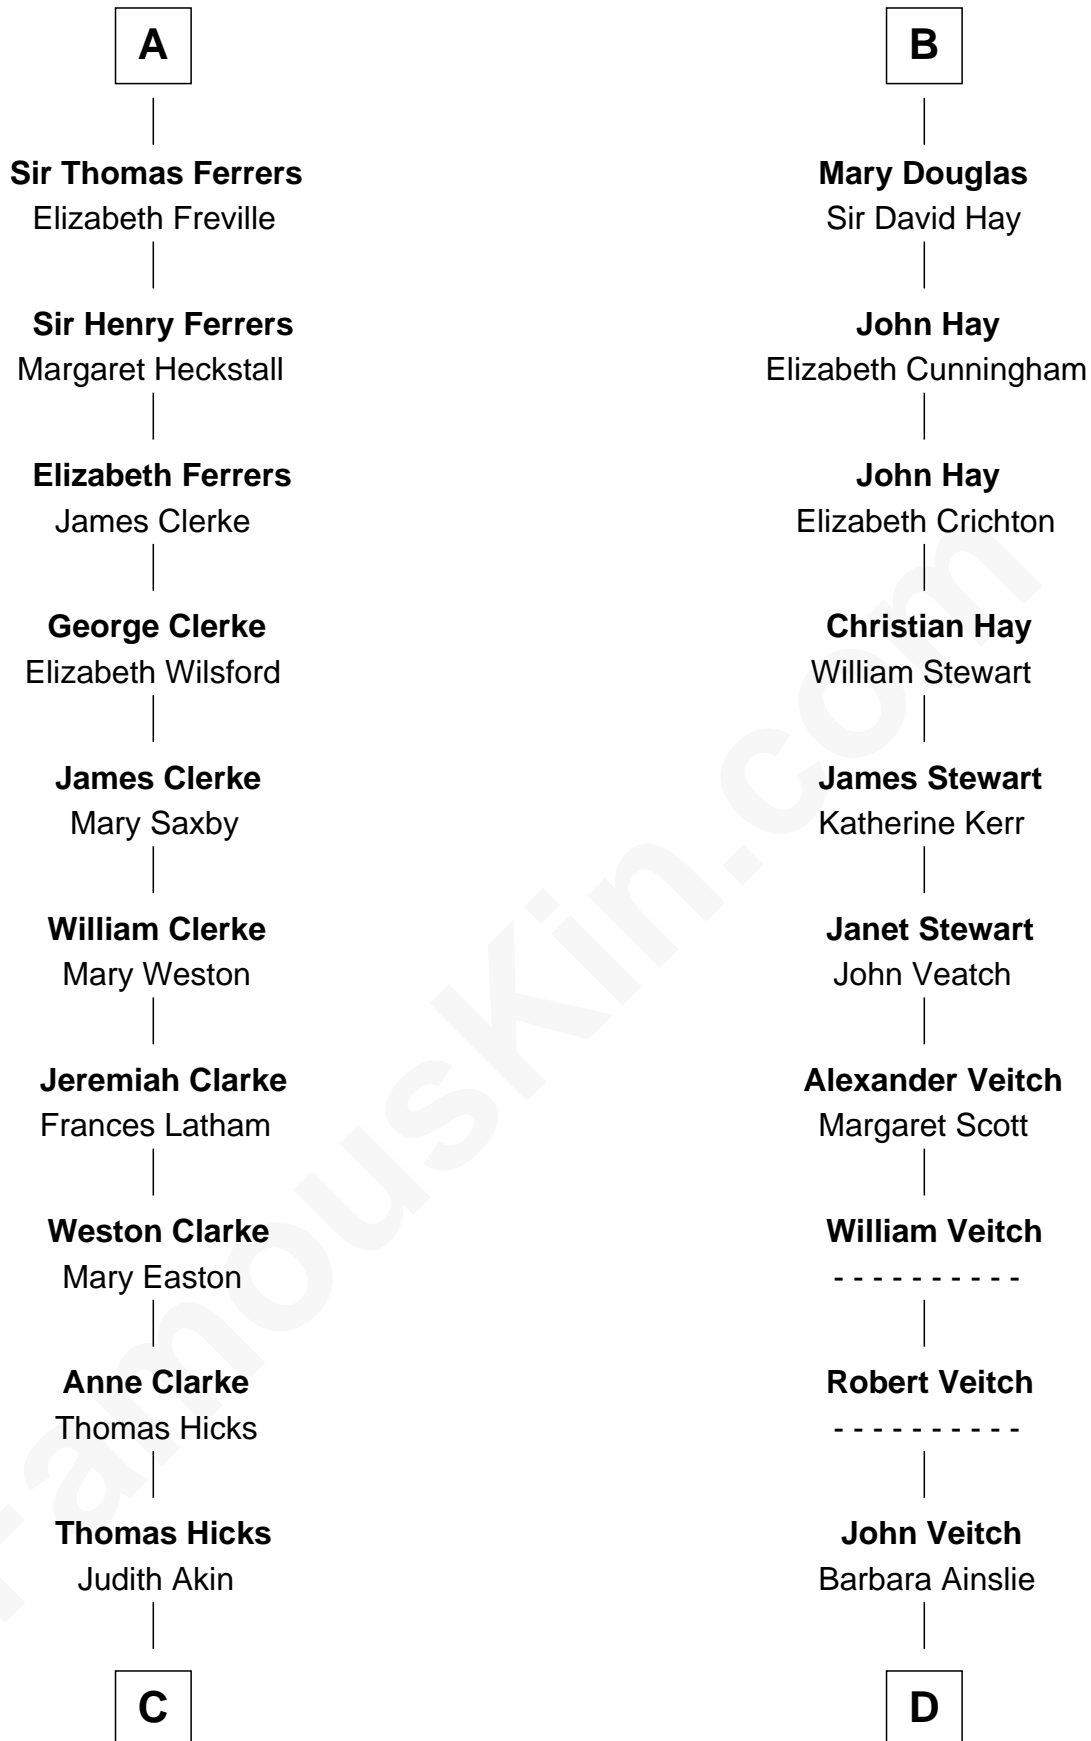 A
Sir Thomas Ferrers
Elizabeth Freville
Sir Henry Ferrers
Margaret Heckstall
Elizabeth Ferrers
James Clerke
George Clerke
Elizabeth Wilsford
James Clerke
Mary Saxby
William Clerke
Mary Weston
Jeremiah Clarke
Frances Latham
Weston Clarke
Mary Easton
Anne Clarke
Thomas Hicks
Thomas Hicks
Judith Akin
C
B
Mary Douglas
Sir David Hay
John Hay
Elizabeth Cunningham
John Hay
Elizabeth Crichton
Christian Hay
William Stewart
James Stewart
Katherine Kerr
Janet Stewart
John Veatch
Alexander Veitch
Margaret Scott
William Veitch
- - - - - - - - - -
Robert Veitch
- - - - - - - - - -
John Veitch
Barbara Ainslie
D
FamousKin.com